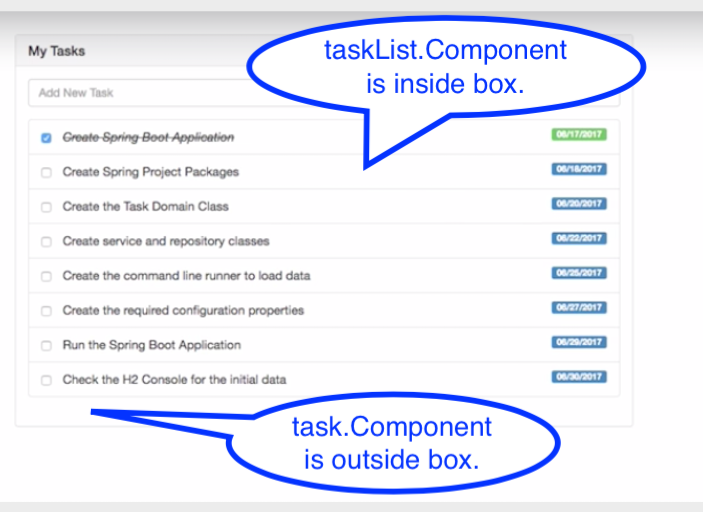 My Tasks
taskList.Component
is inside box.
Add New Task
Create Spring Boot Application 06/17/2017
Create Spring Project Packages 06/18/2017
Create the Task Domain Class 06/20/2017
Create service and repository classes 06/22/2017
Create the command line runner to load data 06/25/2017
Create the required configuration properties 06/27/2017
Run the Spring Boot Application 06/29/2017
Check the H2 Console for the initial data 06/30/2017
task.Component
is outside box.